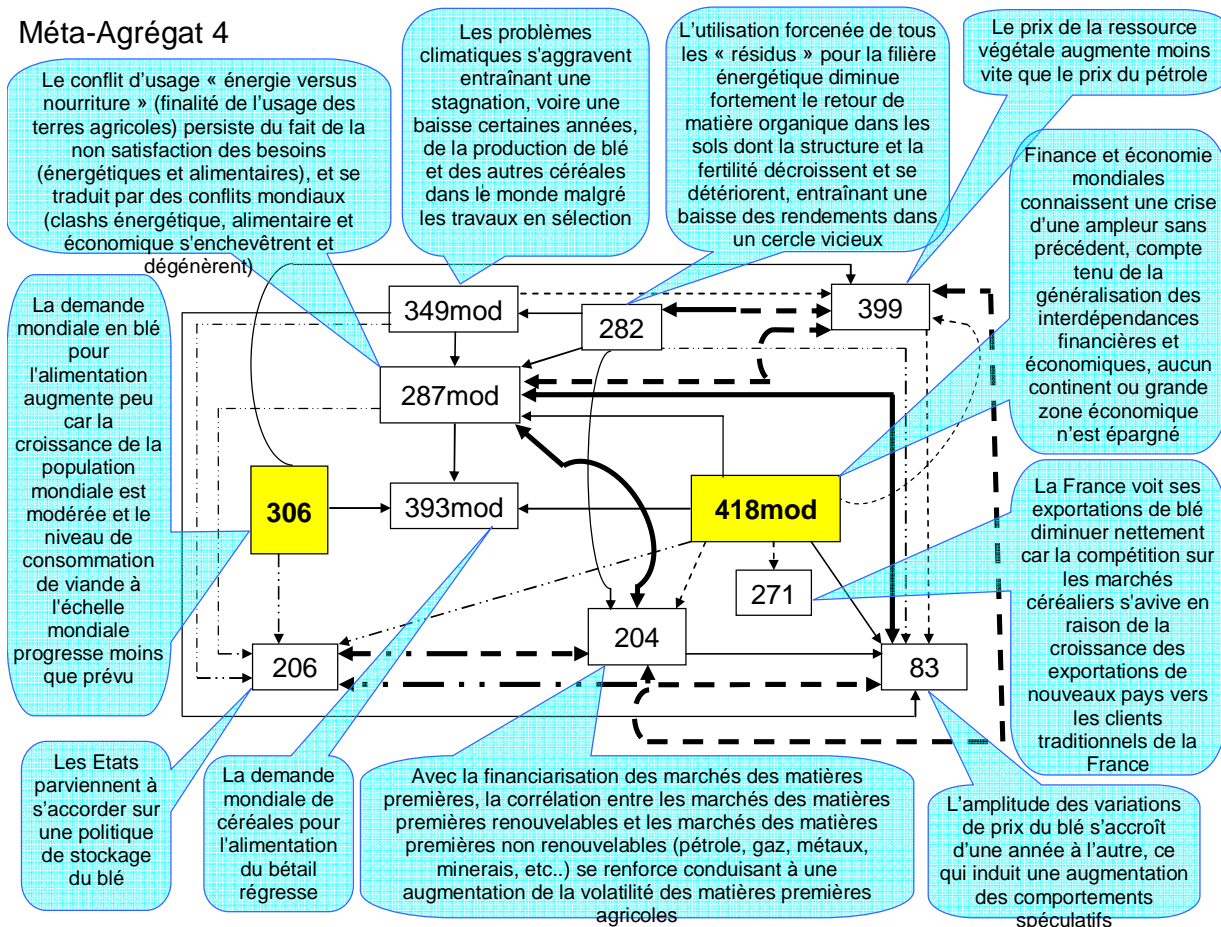 Méta-Agrégat 4
Le conflit d'usage « énergie versus
nourriture » (finalité de l'usage des
terres agricoles) persiste du fait de la
non satisfaction des besoins
(énergétiques et alimentaires), et se
traduit par des conflits mondiaux
(clashs énergétique, alimentaire et
économique s'enchevêtrent et
dégénèrent)
Les problèmes
climatiques s'aggravent
entraînant une
stagnation, voire une
baisse certaines années,
de la production de blé
et des autres céréales
dans le monde malgré
les travaux en sélection
L'utilisation forcenée de tous
les « résidus » pour la filière
énergétique diminue
fortement le retour de
matière organique dans les
sols dont la structure et la
fertilité décroissent et se
détériorent, entraînant une
baisse des rendements dans
un cercle vicieux
Le prix de la ressource
végétale augmente moins
vite que le prix du pétrole
Finance et économie
mondiales
connaissent une crise
d'une ampleur sans
précédent, compte
tenu de la
généralisation des
interdépendances
financières et
économiques, aucun
continent ou grande
zone économique
n'est épargné
La demande
mondiale en blé
pour
l'alimentation
augmente peu
car la
croissance de la
population
mondiale est
modérée et le
niveau de
consommation
de viande à
l'échelle
mondiale
progresse moins
que prévu
349mod
282
399
287mod
306
393mod
418mod
271
206
204
83
La France voit ses
exportations de blé
diminuer nettement
car la compétition sur
les marchés
céréaliers s'avive en
raison de la
croissance des
exportations de
nouveaux pays vers
les clients
traditionnels de la
France
Les Etats
parviennent à
s'accorder sur
une politique
de stockage
du blé
La demande
mondiale de
céréales pour
l'alimentation
du bétail
régresse
Avec la financiarisation des marchés des matières
premières, la corrélation entre les marchés des matières
premières renouvelables et les marchés des matières
premières non renouvelables (pétrole, gaz, métaux,
minerais, etc..) se renforce conduisant à une
augmentation de la volatilité des matières premières
agricoles
L'amplitude des variations
de prix du blé s'accroît
d'une année à l'autre, ce
qui induit une augmentation
des comportements
spéculatifs